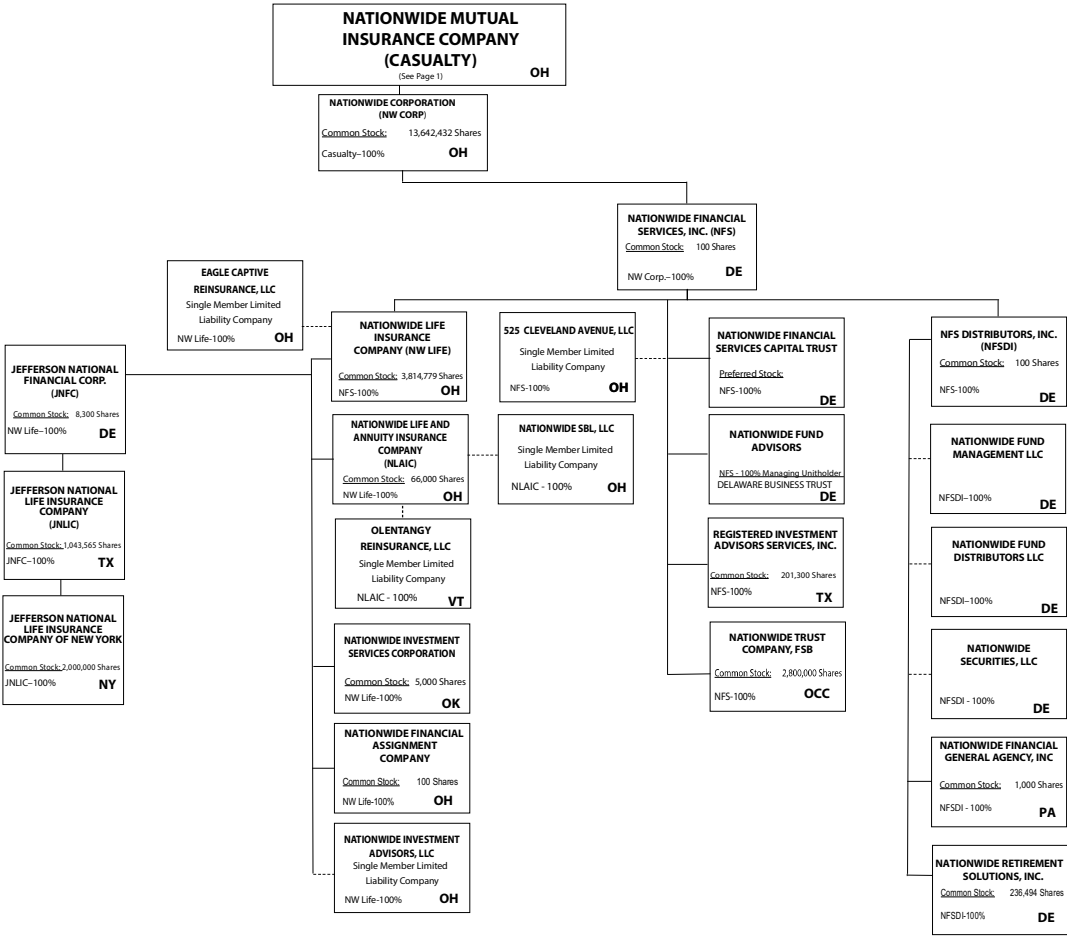 NATIONWIDE MUTUAL
INSURANCE COMPANY
(CASUALTY)
(See Page 1)
OH
NATIONWIDE CORPORATION
(NW CORP)
Common Stock: 13,642,432 Shares
Casualty–100% OH
NATIONWIDE FINANCIAL
SERVICES, INC. (NFS)
Common Stock: 100 Shares
NW Corp.–100% DE
EAGLE CAPTIVE
REINSURANCE, LLC
Single Member Limited
Liability Company
NW Life-100% OH
NATIONWIDE LIFE
INSURANCE
COMPANY (NW LIFE)
Common Stock: 3,814,779 Shares
NFS-100% OH
525 CLEVELAND AVENUE, LLC
Single Member Limited
Liability Company
NFS-100% OH
NATIONWIDE FINANCIAL
SERVICES CAPITAL TRUST
Preferred Stock:
NFS-100%
DE
NFS DISTRIBUTORS, INC.
(NFSDI)
Common Stock: 100 Shares
NFS-100%
DE
JEFFERSON NATIONAL
FINANCIAL CORP.
(JNFC)
Common Stock: 8,300 Shares
NW Life–100% DE
NATIONWIDE LIFE AND
ANNUITY INSURANCE
COMPANY
(NLAIC)
Common Stock: 66,000 Shares
NW Life-100% OH
NATIONWIDE SBL, LLC
Single Member Limited
Liability Company
NLAIC - 100% OH
NATIONWIDE FUND
ADVISORS
NFS - 100% Managing Unitholder
DELAWARE BUSINESS TRUST
DE
NATIONWIDE FUND
MANAGEMENT LLC
NFSDI–100%
DE
JEFFERSON NATIONAL
LIFE INSURANCE
COMPANY
(JNLIC)
Common Stock: 1,043,565 Shares
JNFC–100% TX
OLENTANGY
REINSURANCE, LLC
Single Member Limited
Liability Company
NLAIC - 100% VT
REGISTERED INVESTMENT
ADVISORS SERVICES, INC.
Common Stock: 201,300 Shares
NFS-100%
TX
NATIONWIDE FUND
DISTRIBUTORS LLC
NFSDI–100%
DE
JEFFERSON NATIONAL
LIFE INSURANCE
COMPANY OF NEW YORK
Common Stock: 2,000,000 Shares
JNLIC–100% NY
NATIONWIDE INVESTMENT
SERVICES CORPORATION
Common Stock: 5,000 Shares
NW Life-100%
OK
NATIONWIDE TRUST
COMPANY, FSB
Common Stock: 2,800,000 Shares
NFS-100% OCC
NATIONWIDE
SECURITIES, LLC
NFSDI - 100%
DE
NATIONWIDE FINANCIAL
ASSIGNMENT
COMPANY
Common Stock: 100 Shares
NW Life-100% OH
NATIONWIDE FINANCIAL
GENERAL AGENCY, INC
Common Stock: 1,000 Shares
NFSDI - 100%
PA
NATIONWIDE INVESTMENT
ADVISORS, LLC
Single Member Limited
Liability Company
NW Life-100% OH
NATIONWIDE RETIREMENT
SOLUTIONS, INC.
Common Stock: 236,494 Shares
NFSDI-100% DE